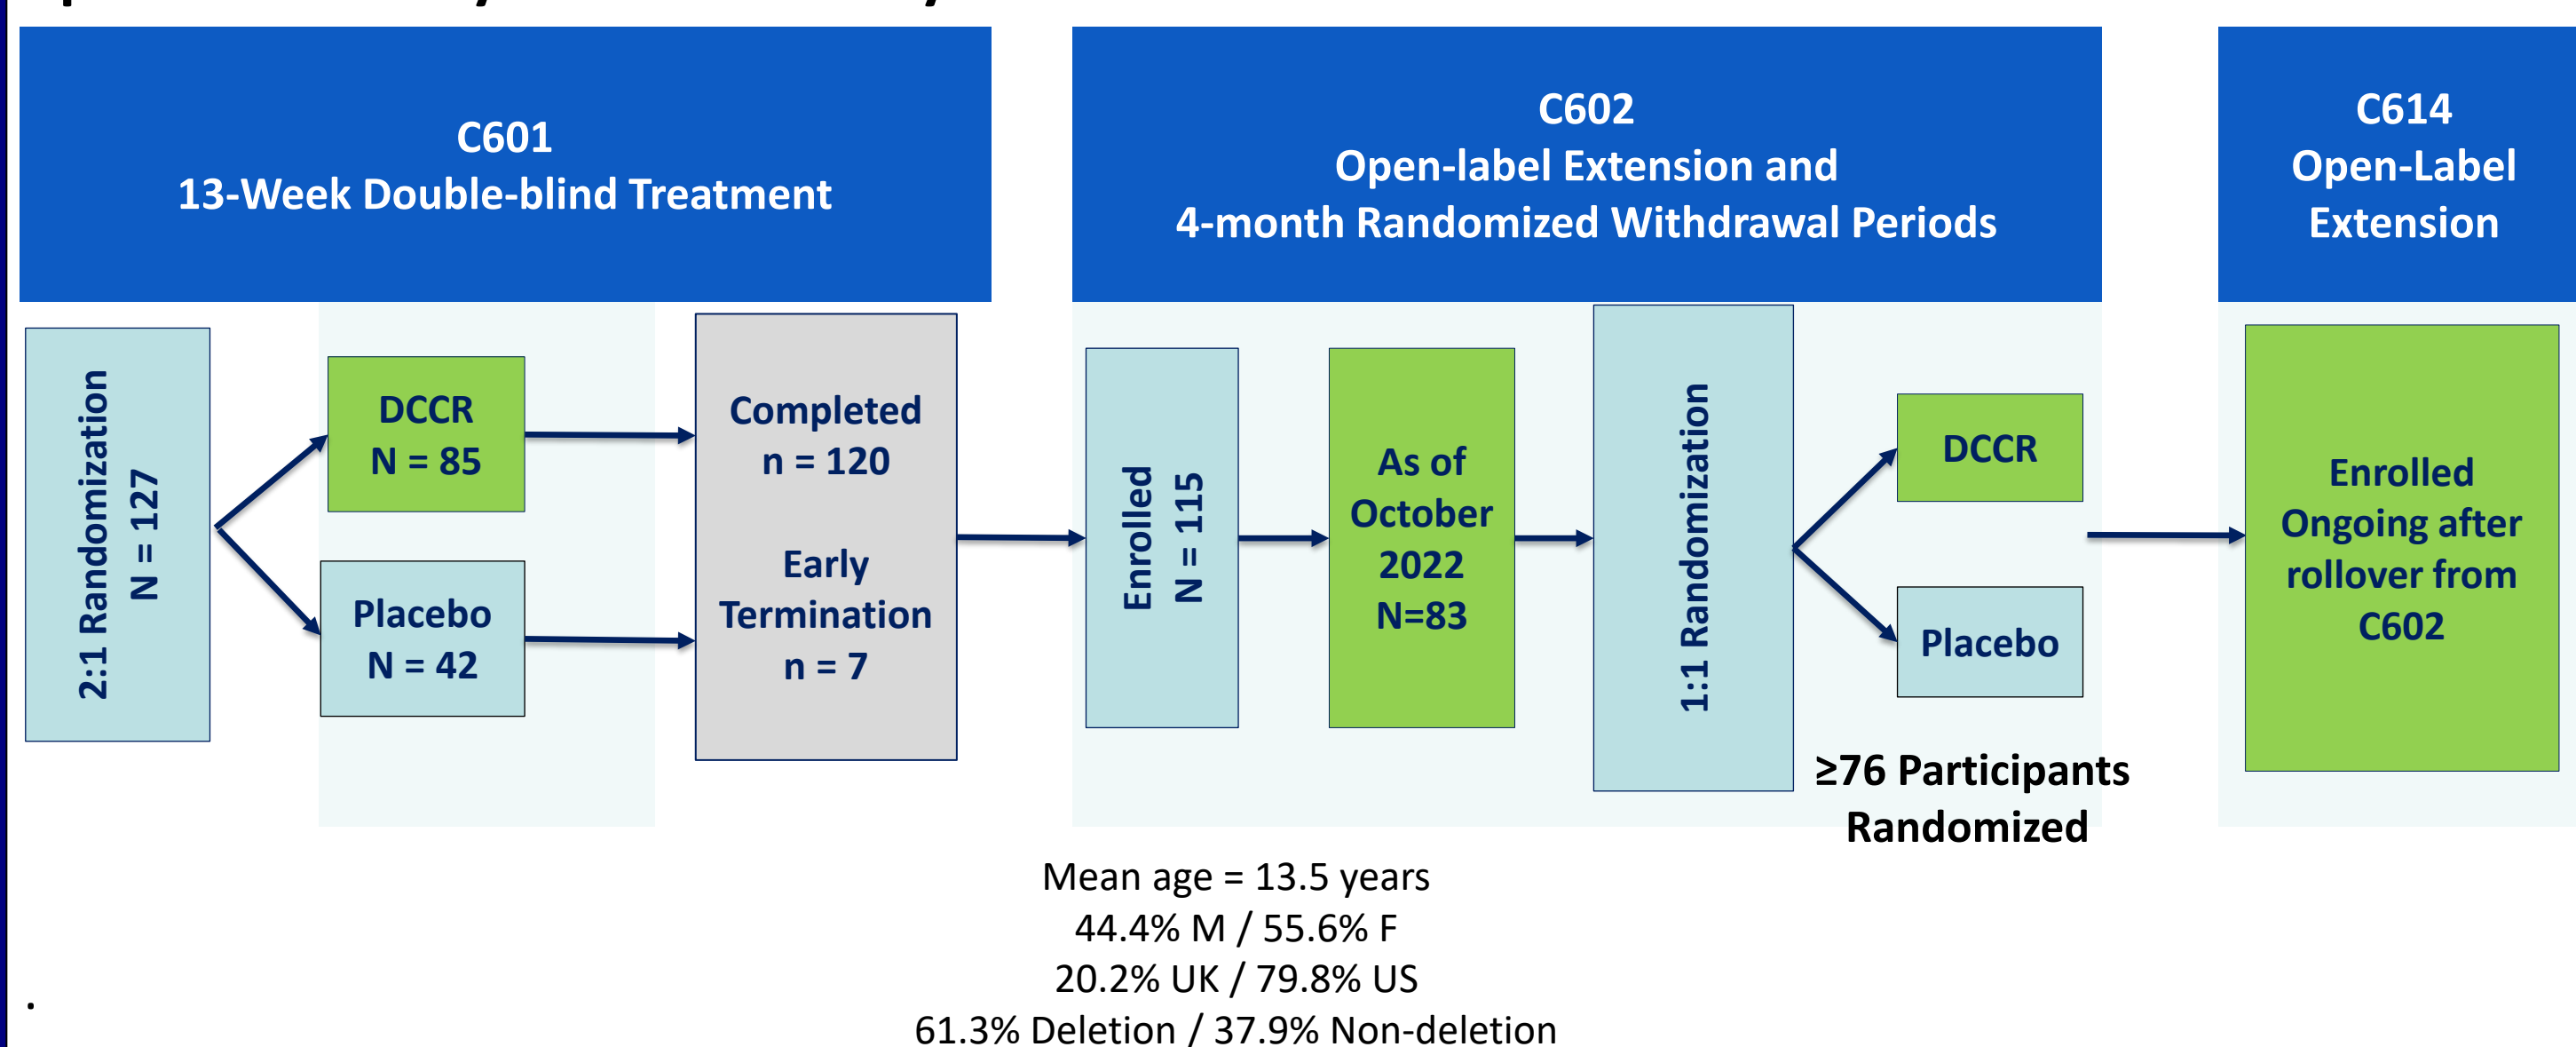 C601
13-Week Double-blind Treatment
C602
Open-label Extension and
4-month Randomized Withdrawal Periods
C614
Open-Label
Extension
2:1 Randomization
N = 127
DCCR
N = 85
Placebo
N = 42
Completed
n = 120
Early
Termination
n = 7
Enrolled
N = 115
As of
October
2022
N=83
1:1 Randomization
DCCR
Placebo
≥76 Participants
Randomized
Enrolled
Ongoing after
rollover from
C602
Mean age = 13.5 years
44.4% M / 55.6% F
20.2% UK / 79.8% US
61.3% Deletion / 37.9% Non-deletion
.